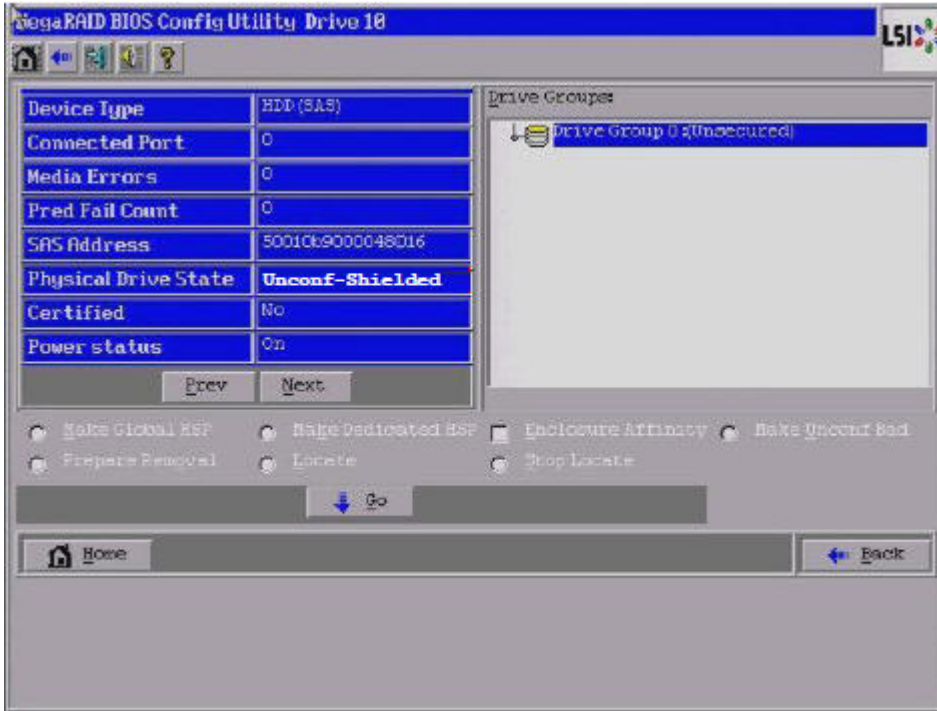 MegaRAID BIOS Config Utility Drive 10
LSI
Device Type HDD (SAS)
Connected Port 0
Media Errors 0
Pred Fail Count 0
SAS Address 50010b9000048016
Physical Drive State Unconf-Shielded
Certified No
Power status On
Prev Next
Drive Groups
Drive Group 0 :(Unsecured)
Make Global HSP Make Dedicated HSP Enclosure Affinity Make Unconf Bad
Prepare Removal Locate Stop Locate
Go
Home Back